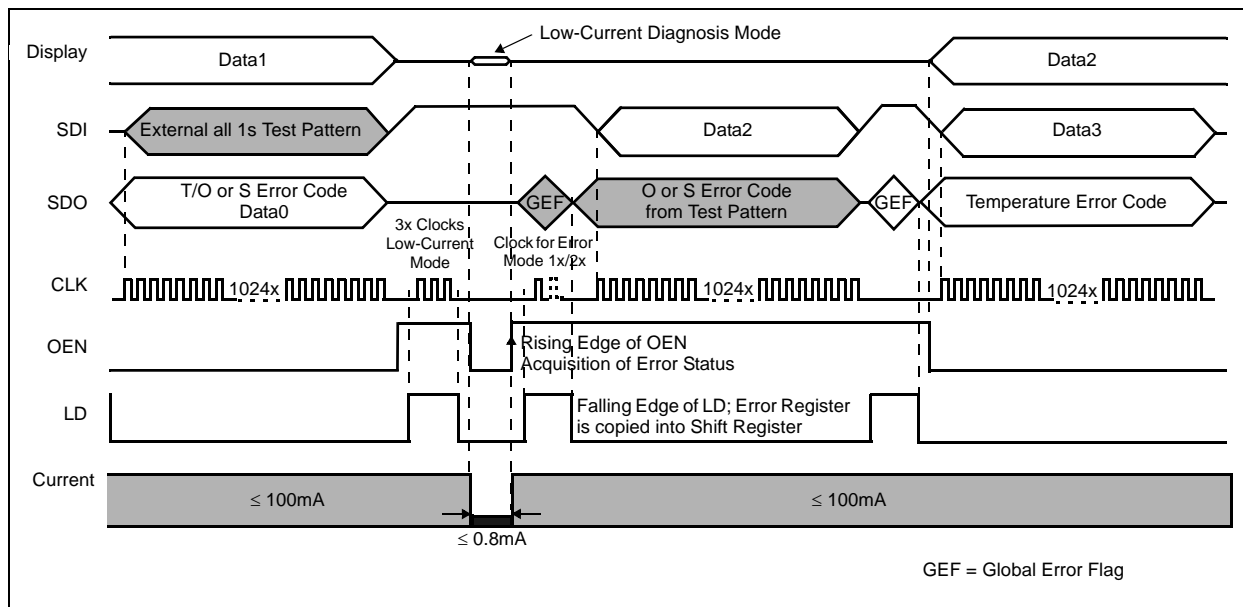 Low-Current Diagnosis Mode
Display
Data1
Data2
SDI
External all 1s Test Pattern
Data2
Data3
SDO
T/O or S Error Code
Data0
GEF
O or S Error Code
from Test Pattern
GEF
Temperature Error Code
3x Clocks
Low-Current
Mode
Clock for Error
Mode 1x/2x
CLK
1024x
1024x
1024x
OEN
Rising Edge of OEN
Acquisition of Error Status
LD
Falling Edge of LD; Error Register
is copied into Shift Register
Current
≤ 100mA
≤ 100mA
≤ 0.8mA
GEF = Global Error Flag